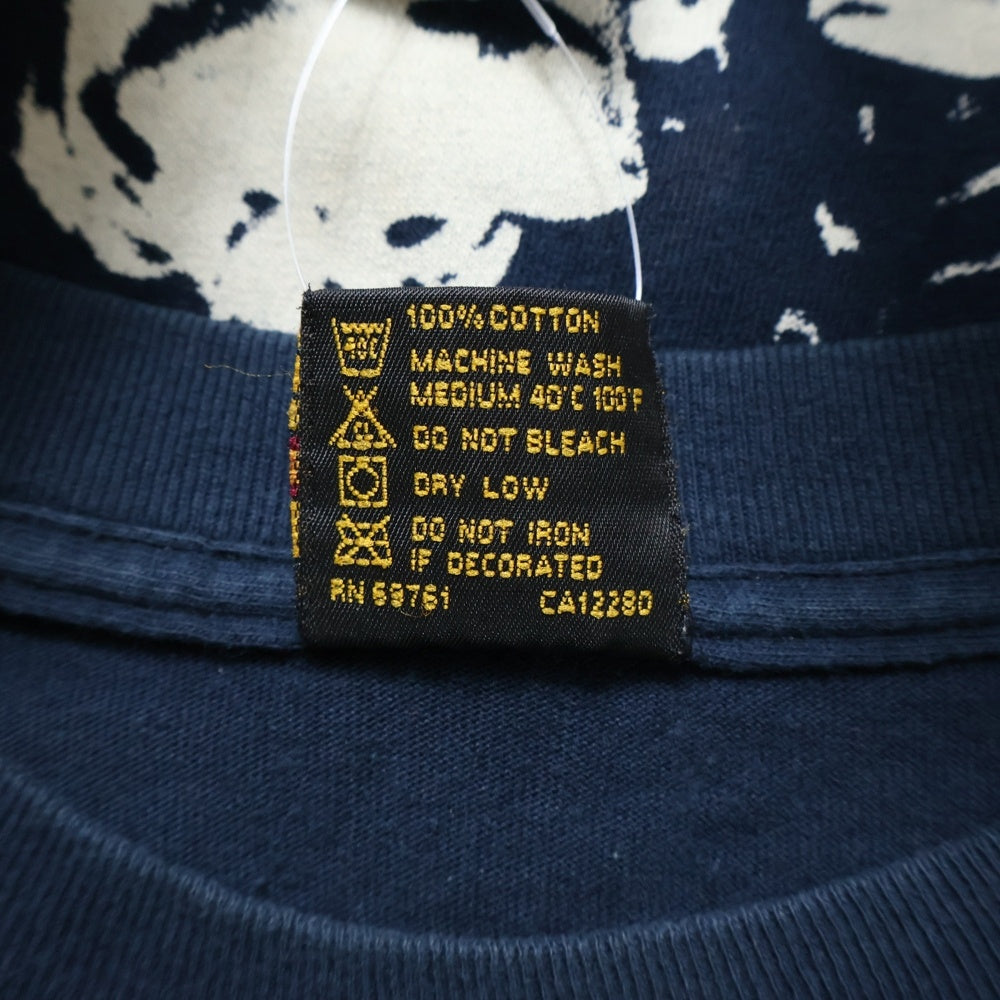 100% COTTON
MACHINE WASH
MEDIUM 40°C 100°F
DO NOT BLEACH
DRY LOW
DO NOT IRON
IF DECORATED
RN 69761
CA12280